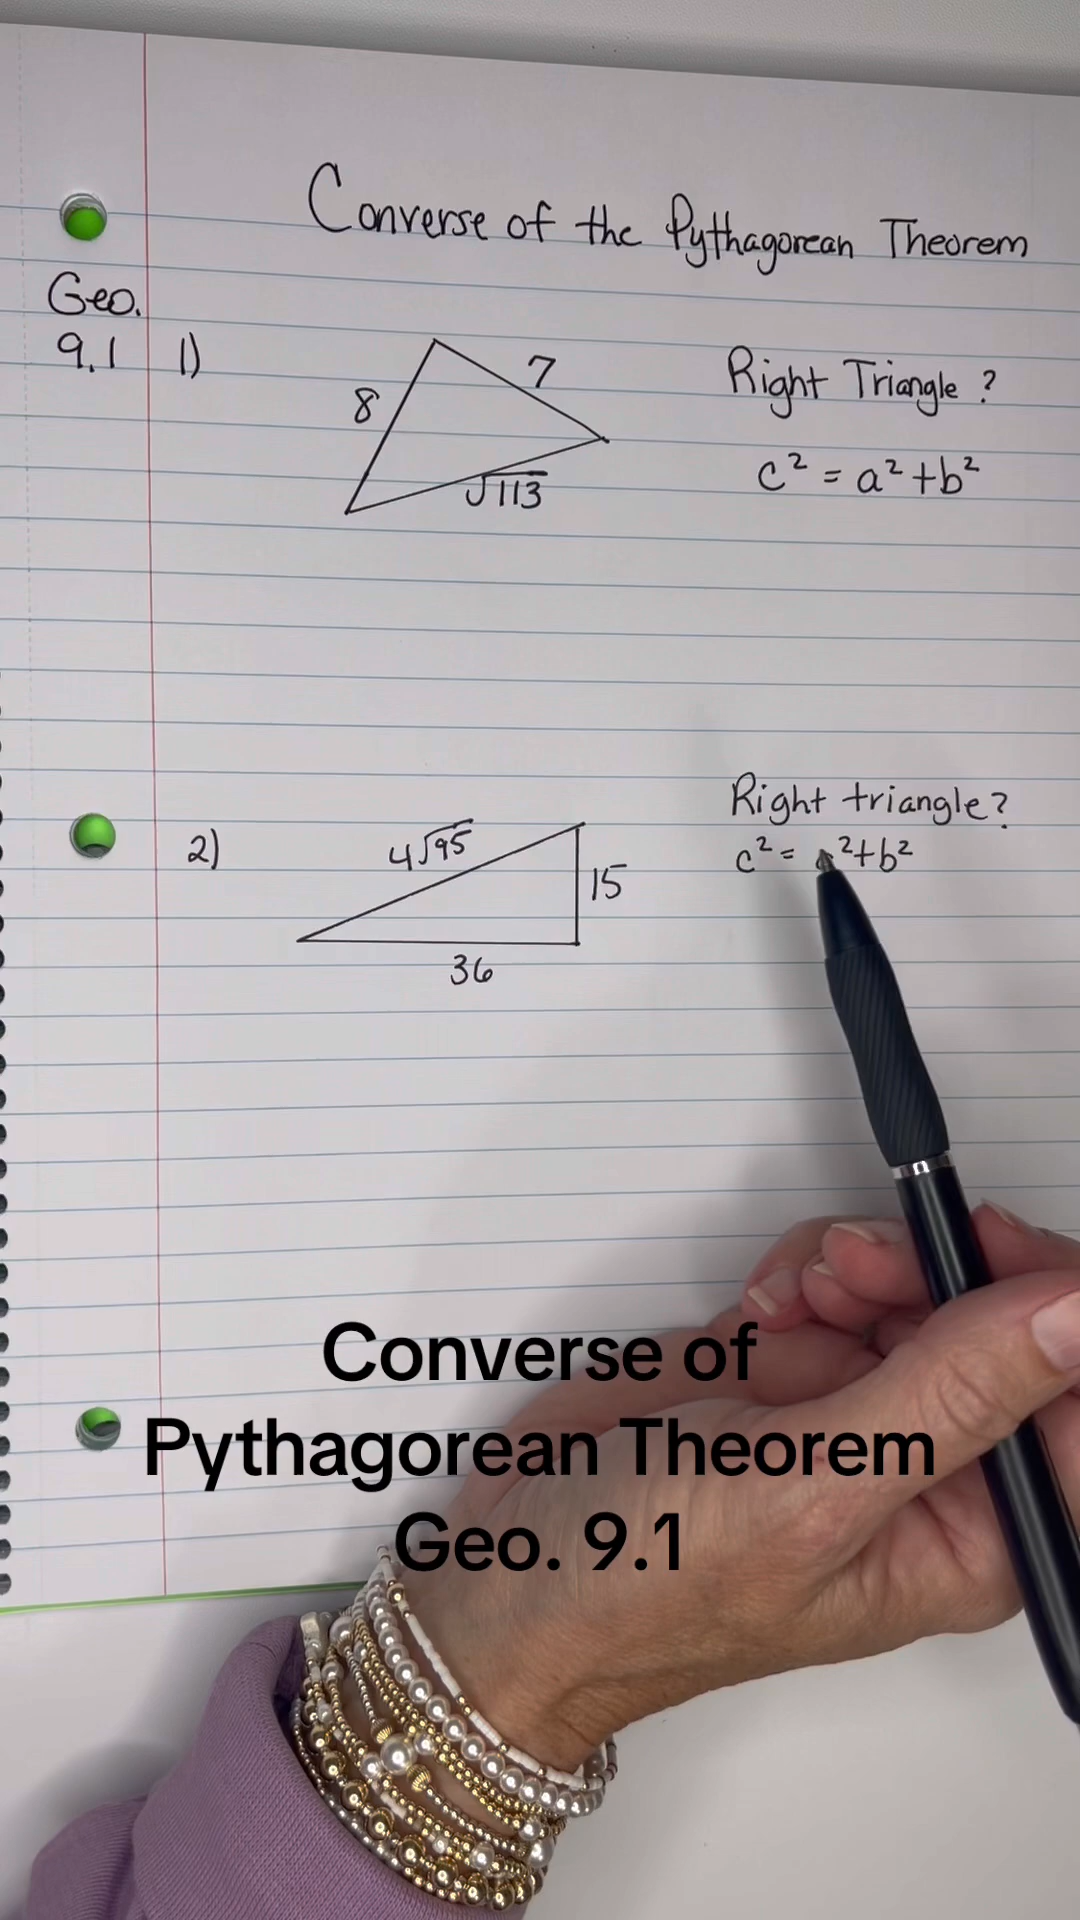 Converse of the Pythagorean Theorem
Geo.
9.1 1)
8
7
√113
Right Triangle?
c² = a² + b²
2)
4√95
15
36
Right triangle?
c² = ²+b²
Converse of
Pythagorean Theorem
Geo. 9.1